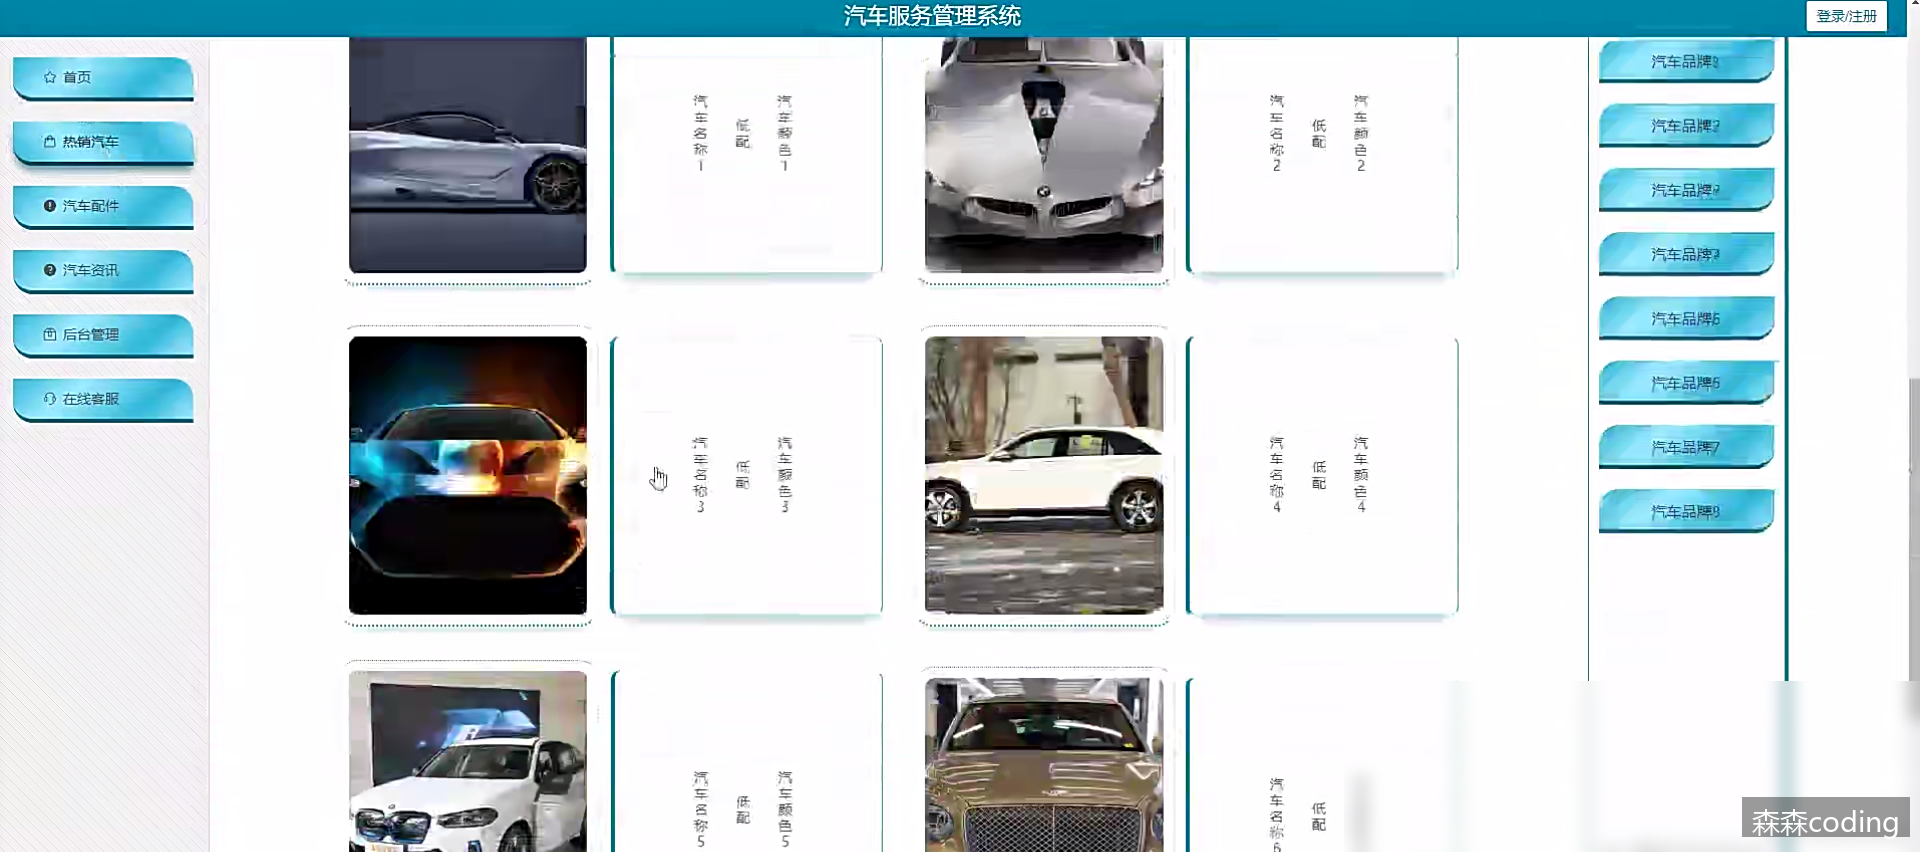 汽车服务管理系统
登录/注册
首页
热销汽车
汽车配件
汽车资讯
后台管理
在线客服
汽车名称1
低配
汽车颜色1
汽车名称2
低配
汽车颜色2
汽车名称3
低配
汽车颜色3
汽车名称4
低配
汽车颜色4
汽车名称5
低配
汽车颜色5
汽车名称6
低配
汽车品牌
汽车品牌2
汽车品牌
汽车品牌
汽车品牌
汽车品牌6
汽车品牌7
汽车品牌8
森森coding